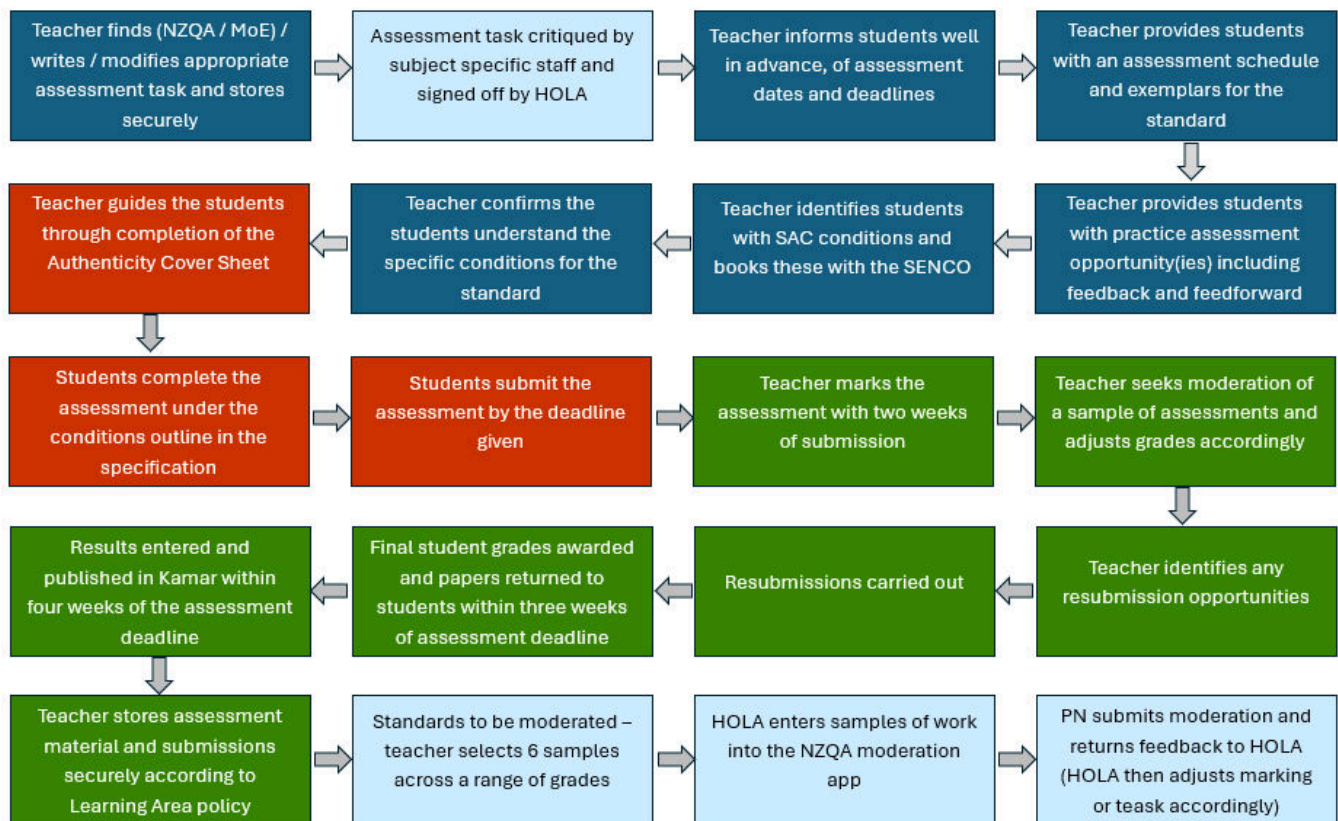 Teacher finds (NZQA / MoE) /
writes / modifies appropriate
assessment task and stores
securely
Assessment task critiqued by
subject specific staff and
signed off by HOLA
Teacher informs students well
in advance, of assessment
dates and deadlines
Teacher provides students
with an assessment schedule
and exemplars for the
standard
Teacher provides students
with practice assessment
opportunity(ies) including
feedback and feedforward
Teacher identifies students
with SAC conditions and
books these with the SENCO
Teacher confirms the
students understand the
specific conditions for the
standard
Teacher guides the students
through completion of the
Authenticity Cover Sheet
Students complete the
assessment under the
conditions outline in the
specification
Students submit the
assessment by the deadline
given
Teacher marks the
assessment with two weeks
of submission
Teacher seeks moderation of
a sample of assessments and
adjusts grades accordingly
Teacher identifies any
resubmission opportunities
Resubmissions carried out
Final student grades awarded
and papers returned to
students within three weeks
of assessment deadline
Results entered and
published in Kamar within
four weeks of the assessment
deadline
Teacher stores assessment
material and submissions
securely according to
Learning Area policy
Standards to be moderated –
teacher selects 6 samples
across a range of grades
HOLA enters samples of work
into the NZQA moderation
app
PN submits moderation and
returns feedback to HOLA
(HOLA then adjusts marking
or teask accordingly)